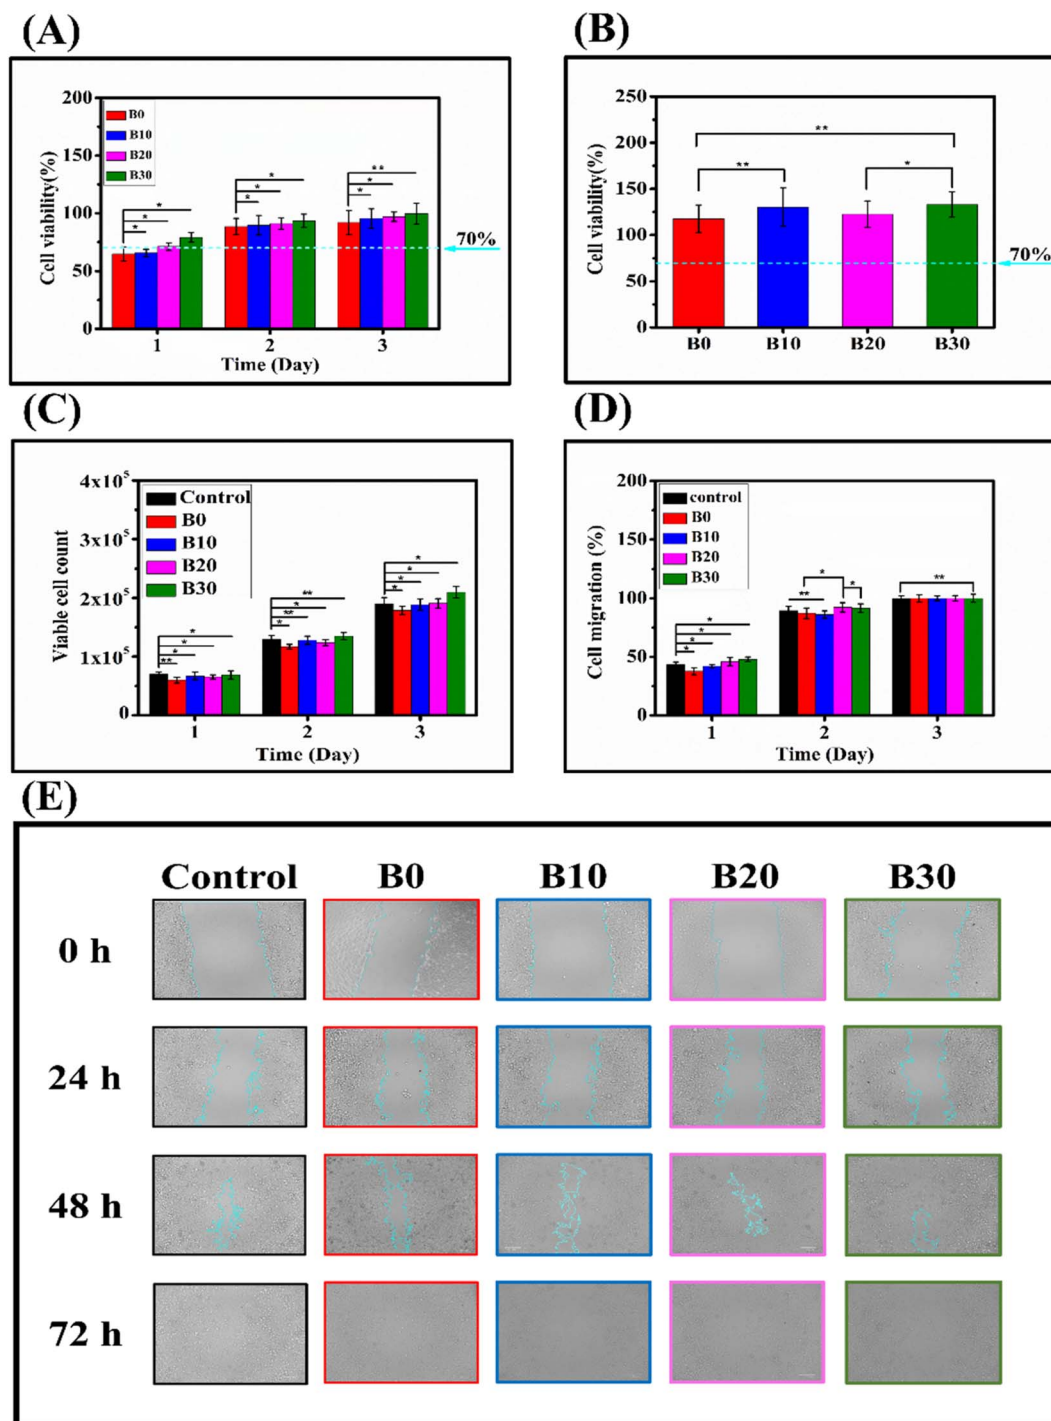 (A)
Cell viability(%)
200
150
100
50
0
B0
B10
B20
B30
*
*
*
*
*
*
**
*
*
70%
1
2
3
Time (Day)
(B)
Cell viability(%)
250
200
150
100
50
0
**
**
*
70%
B0
B10
B20
B30
(C)
Viable cell count
4x10⁵
3x10⁵
2x10⁵
1x10⁵
0
Control
B0
B10
B20
B30
*
*
*
**
**
*
**
*
*
*
*
*
1
2
3
Time (Day)
(D)
Cell migration (%)
200
150
100
50
0
control
B0
B10
B20
B30
*
*
*
*
*
**
*
**
1
2
3
Time (Day)
(E)
Control B0 B10 B20 B30
0 h
24 h
48 h
72 h